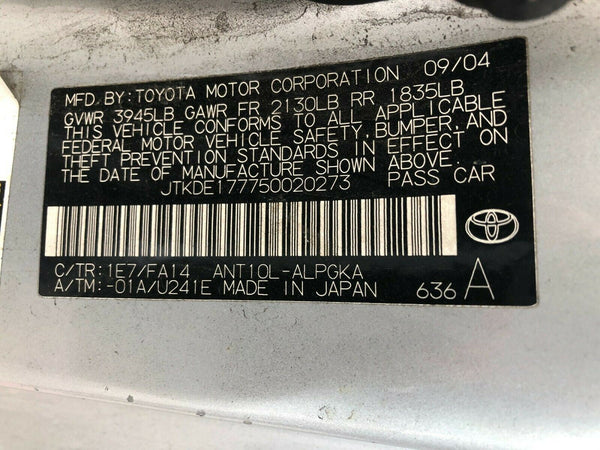 MFD. BY: TOYOTA MOTOR CORPORATION 09/04
GVWR 3945LB GAWR FR 2130LB RR 1835LB
THIS VEHICLE CONFORMS TO ALL APPLICABLE
FEDERAL MOTOR VEHICLE SAFETY, BUMPER, AND
THEFT PREVENTION STANDARDS IN EFFECT ON
THE DATE OF MANUFACTURE SHOWN ABOVE.
JTKDE177750020273 PASS CAR
C/TR: 1E7/FA14 ANT10L-ALPGKA
A/TM: -01A/U241E MADE IN JAPAN 636 A